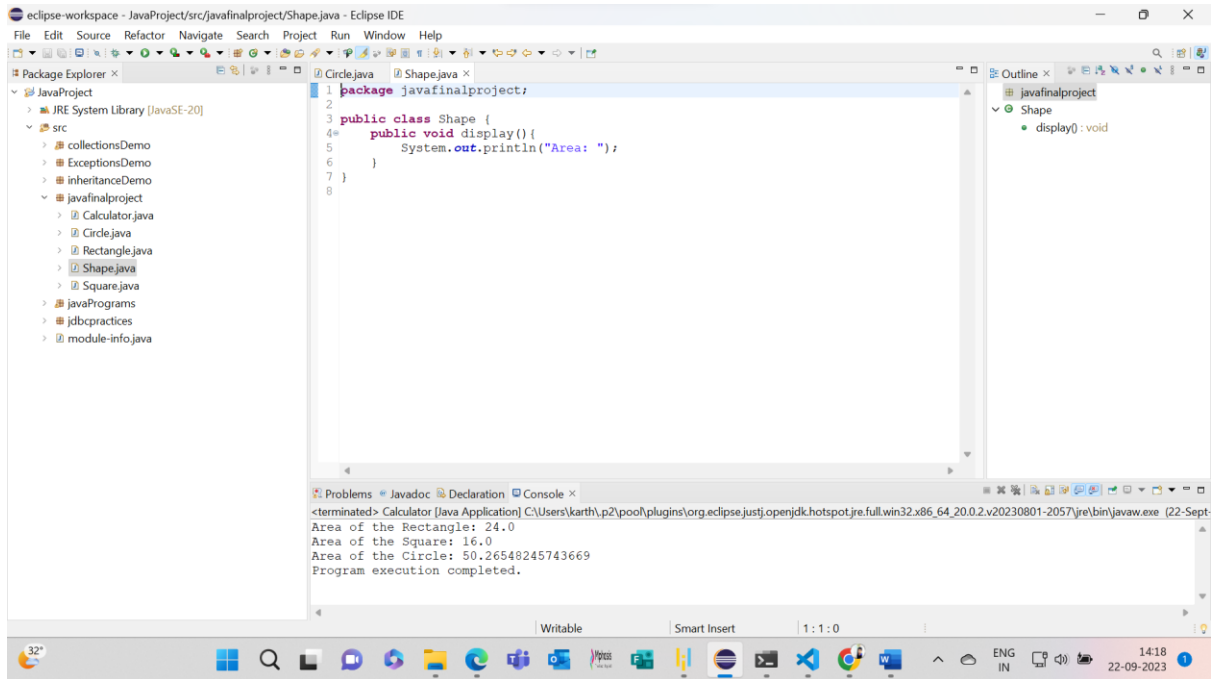 eclipse-workspace - JavaProject/src/javafinalproject/Shape.java - Eclipse IDE
File Edit Source Refactor Navigate Search Project Run Window Help
Package Explorer
JavaProject
JRE System Library [JavaSE-20]
src
collectionsDemo
ExceptionsDemo
inheritanceDemo
javafinalproject
Calculator.java
Circle.java
Rectangle.java
Shape.java
Square.java
javaPrograms
jdbcpractices
module-info.java
Circle.java Shape.java
1 package javafinalproject;
2
3 public class Shape {
4 public void display(){
5 System.out.println("Area: ");
6 }
7 }
8
Outline
javafinalproject
Shape
display() : void
Problems Javadoc Declaration Console
<terminated> Calculator [Java Application] C:\Users\karth\.p2\pool\plugins\org.eclipse.justj.openjdk.hotspot.jre.full.win32.x86_64_20.0.2.v20230801-2057\jre\bin\javaw.exe (22-Sept-
Area of the Rectangle: 24.0
Area of the Square: 16.0
Area of the Circle: 50.26548245743669
Program execution completed.
Writable Smart Insert 1 : 1 : 0
32°
ENG
IN
14:18
22-09-2023
1